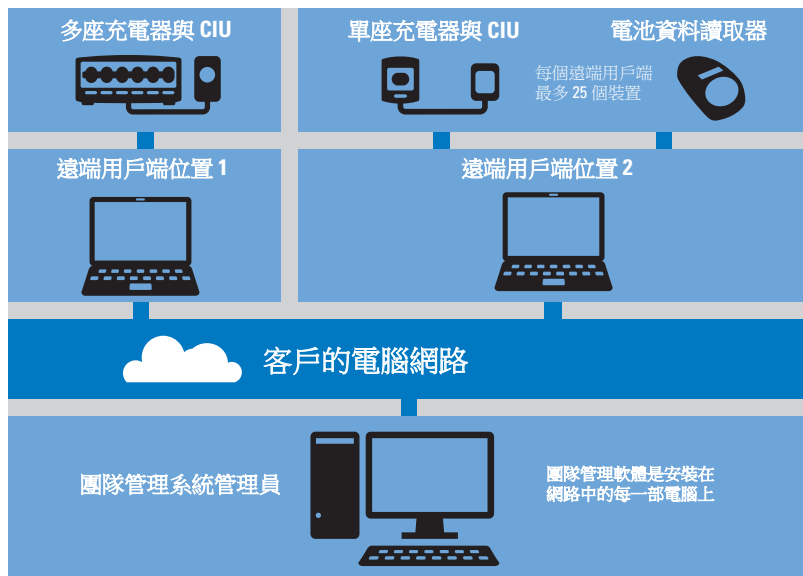 多座充電器與 CIU
單座充電器與 CIU
電池資料讀取器
每個遠端用戶端
最多 25 個裝置
遠端用戶端位置 1
遠端用戶端位置 2
客戶的電腦網路
團隊管理系統管理員
團隊管理軟體是安裝在
網路中的每一部電腦上